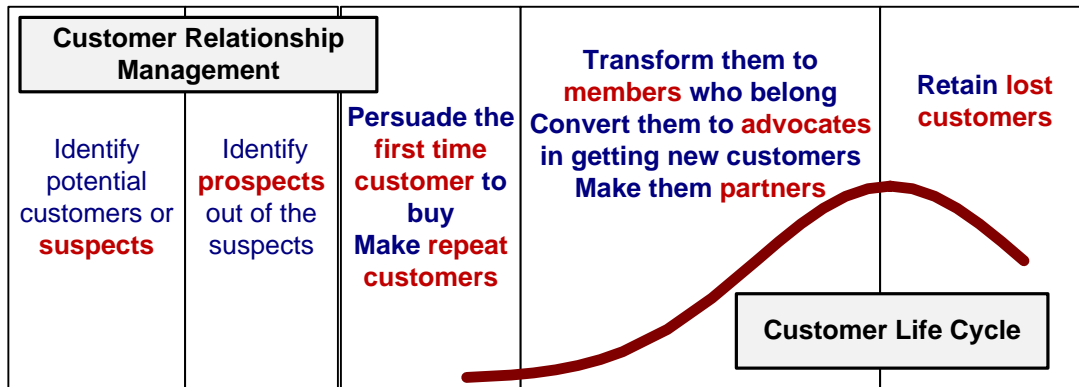 Customer Relationship
Management
Identify
potential
customers or
suspects
Identify
prospects
out of the
suspects
Persuade the
first time
customer to
buy
Make repeat
customers
Transform them to
members who belong
Convert them to advocates
in getting new customers
Make them partners
Retain lost
customers
Customer Life Cycle